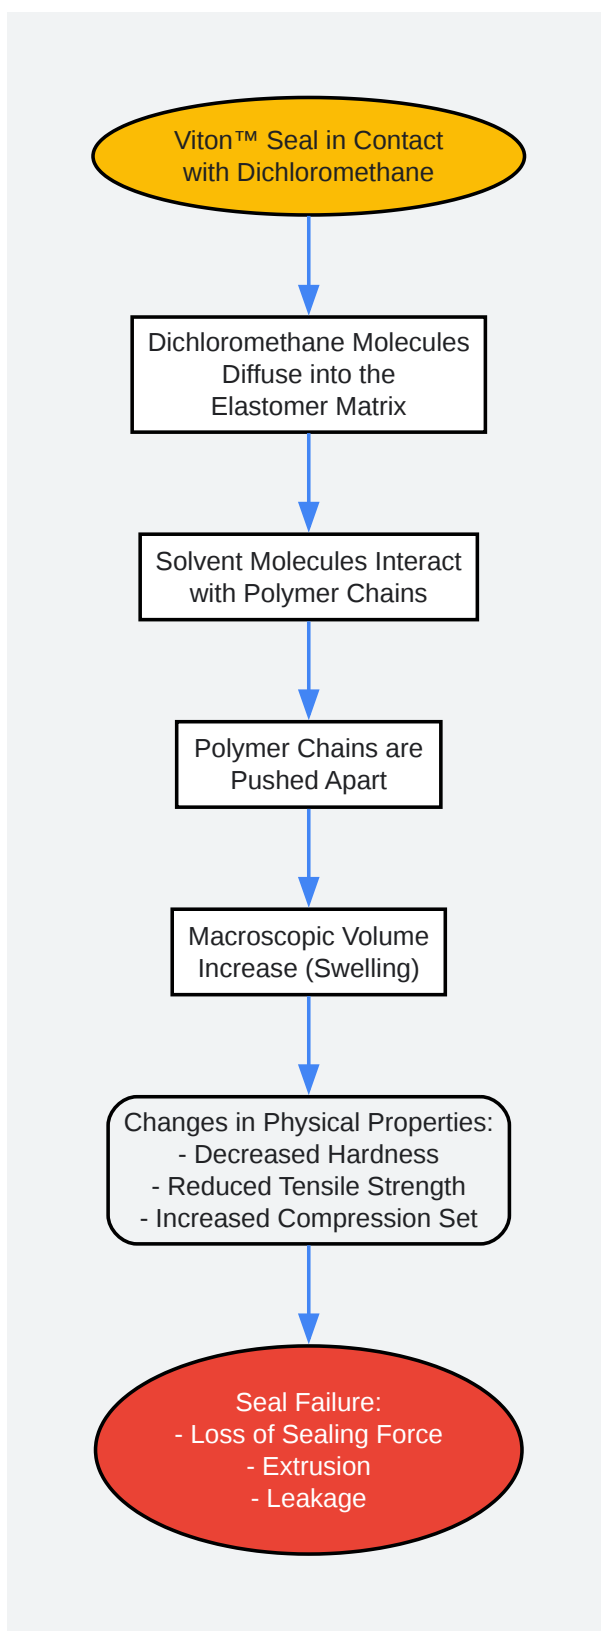 Viton™ Seal in Contact
with Dichloromethane
Dichloromethane Molecules
Diffuse into the
Elastomer Matrix
Solvent Molecules Interact
with Polymer Chains
Polymer Chains are
Pushed Apart
Macroscopic Volume
Increase (Swelling)
Changes in Physical Properties:
- Decreased Hardness
- Reduced Tensile Strength
- Increased Compression Set
Seal Failure:
- Loss of Sealing Force
- Extrusion
- Leakage